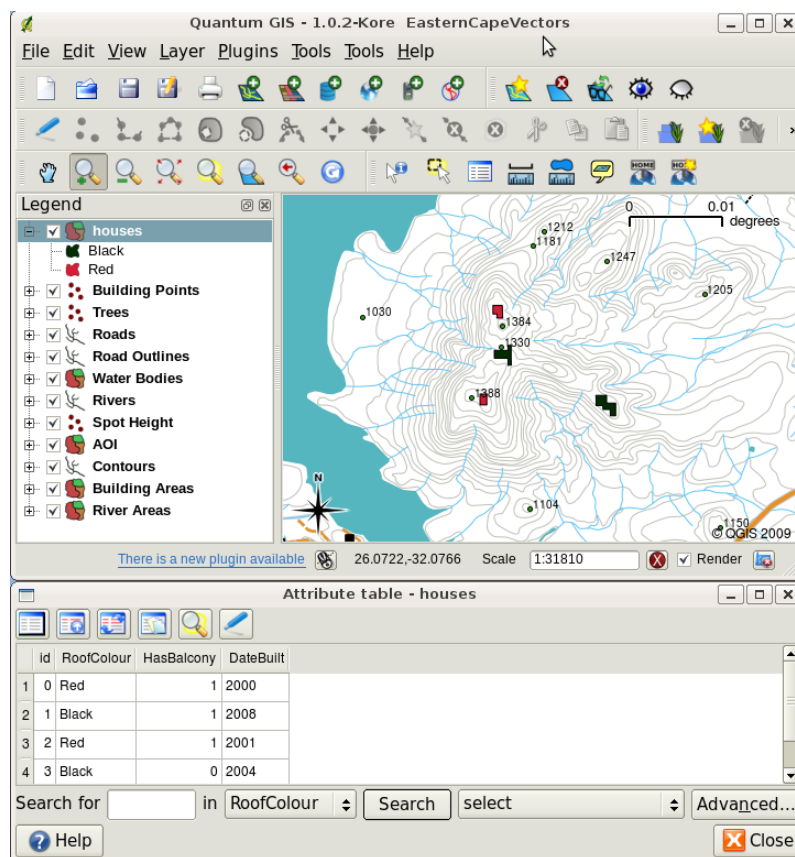 Quantum GIS - 1.0.2-Kore EasternCapeVectors
File Edit View Layer Plugins Tools Tools Help
HOME
Legend
houses
Black
Red
Building Points
Trees
Roads
Road Outlines
Water Bodies
Rivers
Spot Height
AOI
Contours
Building Areas
River Areas
0 0.01
degrees
1212
1181
1247
1205
1030
1384
1330
1388
1104
1150
N
© QGIS 2009
There is a new plugin available 26.0722,-32.0766 Scale 1:31810 Render
Attribute table - houses
id RoofColour HasBalcony DateBuilt
1 0 Red 1 2000
2 1 Black 1 2008
3 2 Red 1 2001
4 3 Black 0 2004
Search for in RoofColour Search select Advanced...
Help Close